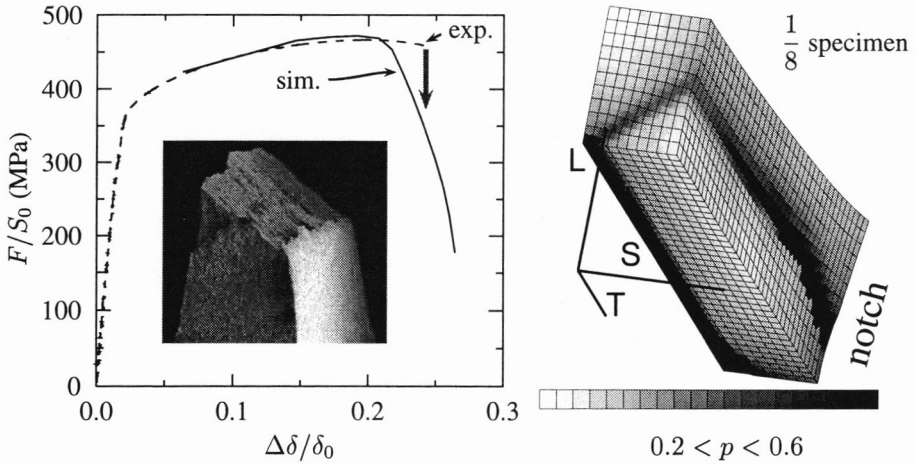 500
400
300
200
100
0
F/S₀ (MPa)
0.0
0.1
0.2
0.3
Δδ/δ₀
exp.
sim.
1/8 specimen
L
S
T
notch
0.2 < p < 0.6